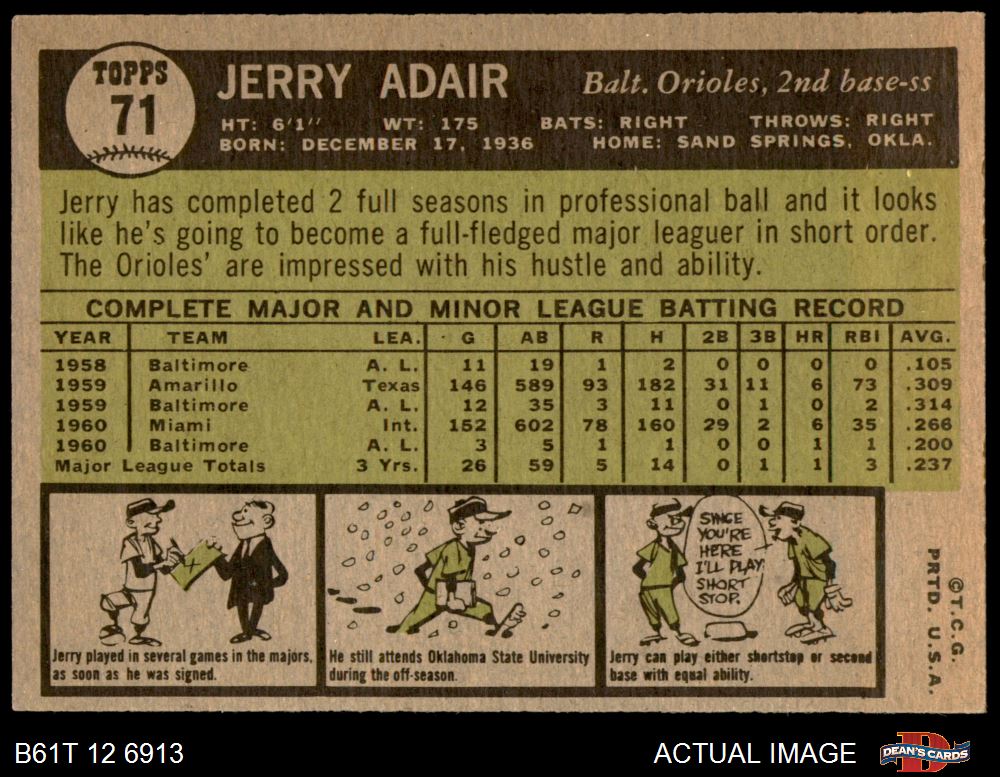 TOPPS
71
JERRY ADAIR Balt. Orioles, 2nd base-ss
HT: 6'1" WT: 175 BATS: RIGHT THROWS: RIGHT
BORN: DECEMBER 17, 1936 HOME: SAND SPRINGS, OKLA.
Jerry has completed 2 full seasons in professional ball and it looks
like he's going to become a full-fledged major leaguer in short order.
The Orioles' are impressed with his hustle and ability.
COMPLETE MAJOR AND MINOR LEAGUE BATTING RECORD
YEAR TEAM LEA. G AB R H 2B 3B HR RBI AVG.
1958 Baltimore A. L. 11 19 1 2 0 0 0 0 .105
1959 Amarillo Texas 146 589 93 182 31 11 6 73 .309
1959 Baltimore A. L. 12 35 3 11 0 1 0 2 .314
1960 Miami Int. 152 602 78 160 29 2 6 35 .266
1960 Baltimore A. L. 3 5 1 1 0 0 1 1 .200
Major League Totals 3 Yrs. 26 59 5 14 0 1 1 3 .237
X
Jerry played in several games in the majors,
as soon as he was signed.
He still attends Oklahoma State University
during the off-season.
SINCE
YOU'RE
HERE
I'LL PLAY
SHORT
STOP.
Jerry can play either shortstop or second
base with equal ability.
©T.C.G.
PRTD. U.S.A.
B61T 12 6913
ACTUAL IMAGE
DEAN'S CARDS